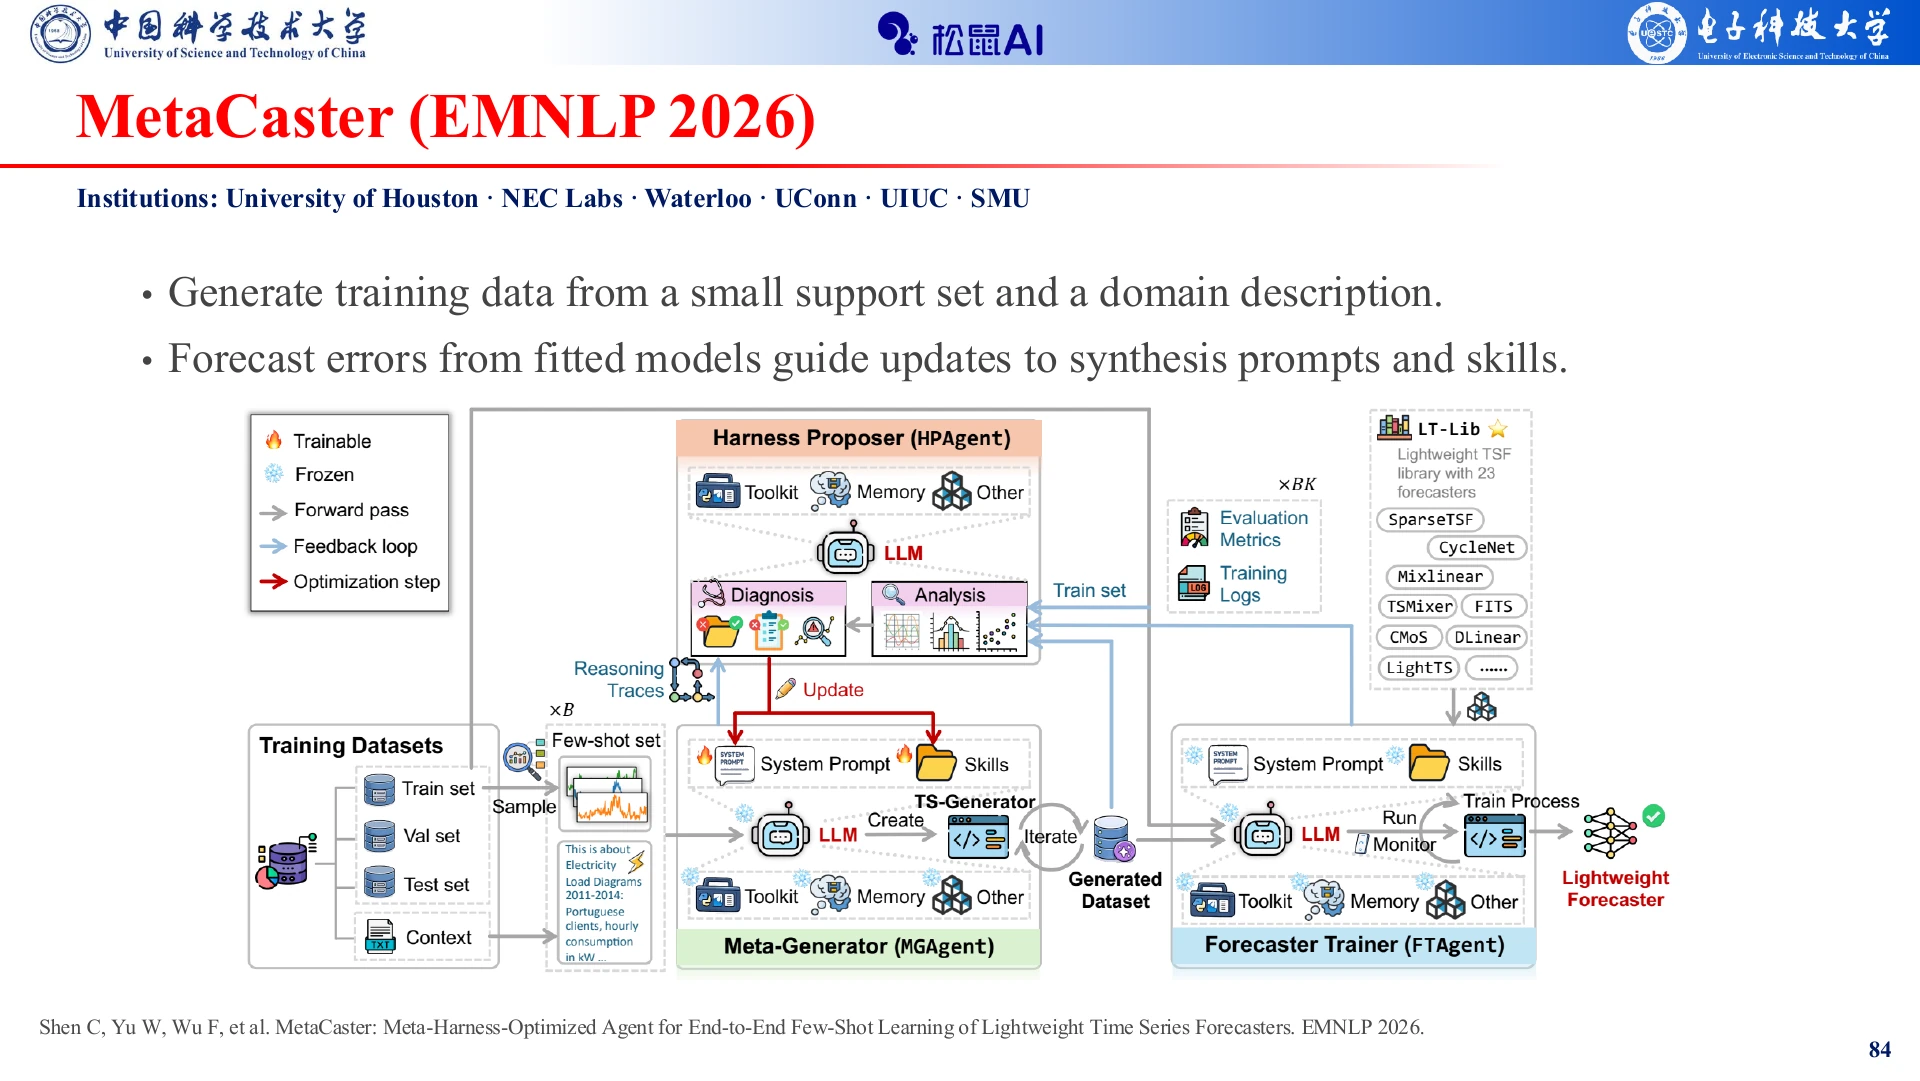 中国科学技术大学
University of Science and Technology of China
松鼠AI
电子科技大学
University of Electronic Science and Technology of China
MetaCaster (EMNLP 2026)
Institutions: University of Houston · NEC Labs · Waterloo · UConn · UIUC · SMU
• Generate training data from a small support set and a domain description.
• Forecast errors from fitted models guide updates to synthesis prompts and skills.
Trainable
Frozen
Forward pass
Feedback loop
Optimization step
Harness Proposer (HPAgent)
Toolkit
Memory
Other
LLM
Diagnosis
Analysis
Train set
Reasoning
Traces
Update
×BK
Evaluation
Metrics
LOG
Training
Logs
LT-Lib
Lightweight TSF
library with 23
forecasters
SparseTSF
CycleNet
Mixlinear
TSMixer
FITS
CMoS
DLinear
LightTS
......
Training Datasets
Train set
Val set
Test set
TXT
Context
Sample
×B
Few-shot set
This is about
Electricity
Load Diagrams
2011-2014:
Portuguese
clients, hourly
consumption
in kW ...
SYSTEM
PROMPT
System Prompt
Skills
LLM
Create
TS-Generator
Iterate
Toolkit
Memory
Other
Meta-Generator (MGAgent)
Generated
Dataset
SYSTEM
PROMPT
System Prompt
Skills
LLM
Run
Monitor
Train Process
Toolkit
Memory
Other
Forecaster Trainer (FTAgent)
Lightweight
Forecaster
Shen C, Yu W, Wu F, et al. MetaCaster: Meta-Harness-Optimized Agent for End-to-End Few-Shot Learning of Lightweight Time Series Forecasters. EMNLP 2026.
84